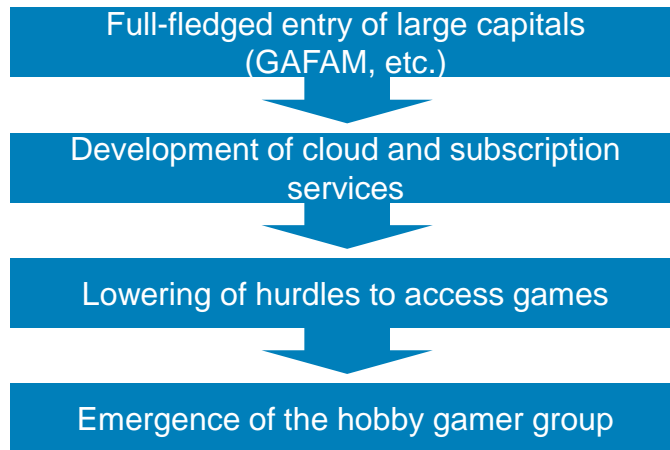 Full-fledged entry of large capitals
(GAFAM, etc.)
Development of cloud and subscription
services
Lowering of hurdles to access games
Emergence of the hobby gamer group